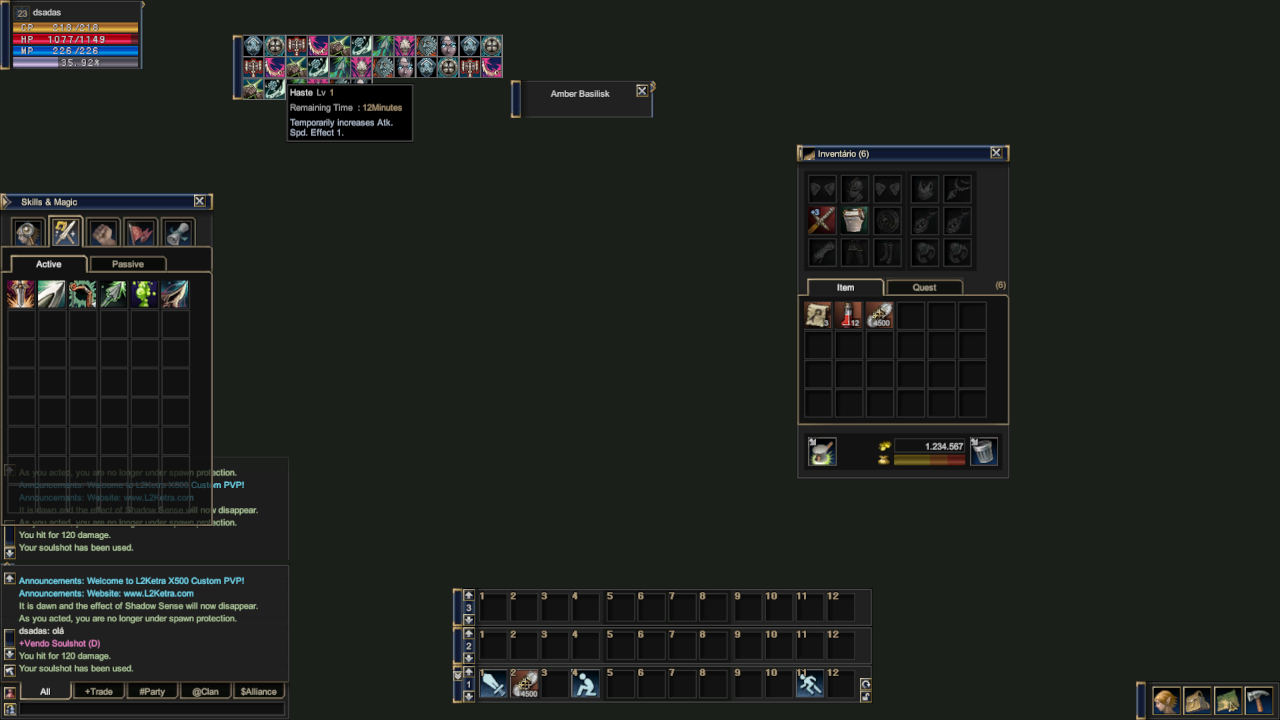 23 dsadas
CP 218/218
HP 1077/1149
MP 226/226
35.92%
Haste Lv 1
Remaining Time : 12Minutes
Temporarily increases Atk.
Spd. Effect 1.
Amber Basilisk
Inventário (6)
+3
Item Quest (6)
3 12 4500
1.234.567
Skills & Magic
Active Passive
As you acted, you are no longer under spawn protection.
Announcements: Welcome to L2Ketra X500 Custom PVP!
Announcements: Website: www.L2Ketra.com
It is dawn and the effect of Shadow Sense will now disappear.
As you acted, you are no longer under spawn protection.
You hit for 120 damage.
Your soulshot has been used.
Announcements: Welcome to L2Ketra X500 Custom PVP!
Announcements: Website: www.L2Ketra.com
It is dawn and the effect of Shadow Sense will now disappear.
As you acted, you are no longer under spawn protection.
dsadas: olá
+Vendo Soulshot (D)
You hit for 120 damage.
Your soulshot has been used.
All +Trade #Party @Clan $Alliance
3 1 2 3 4 5 6 7 8 9 10 11 12
2 1 2 3 4 5 6 7 8 9 10 11 12
1 1 2 3 4 5 6 7 8 9 10 11 12
4500